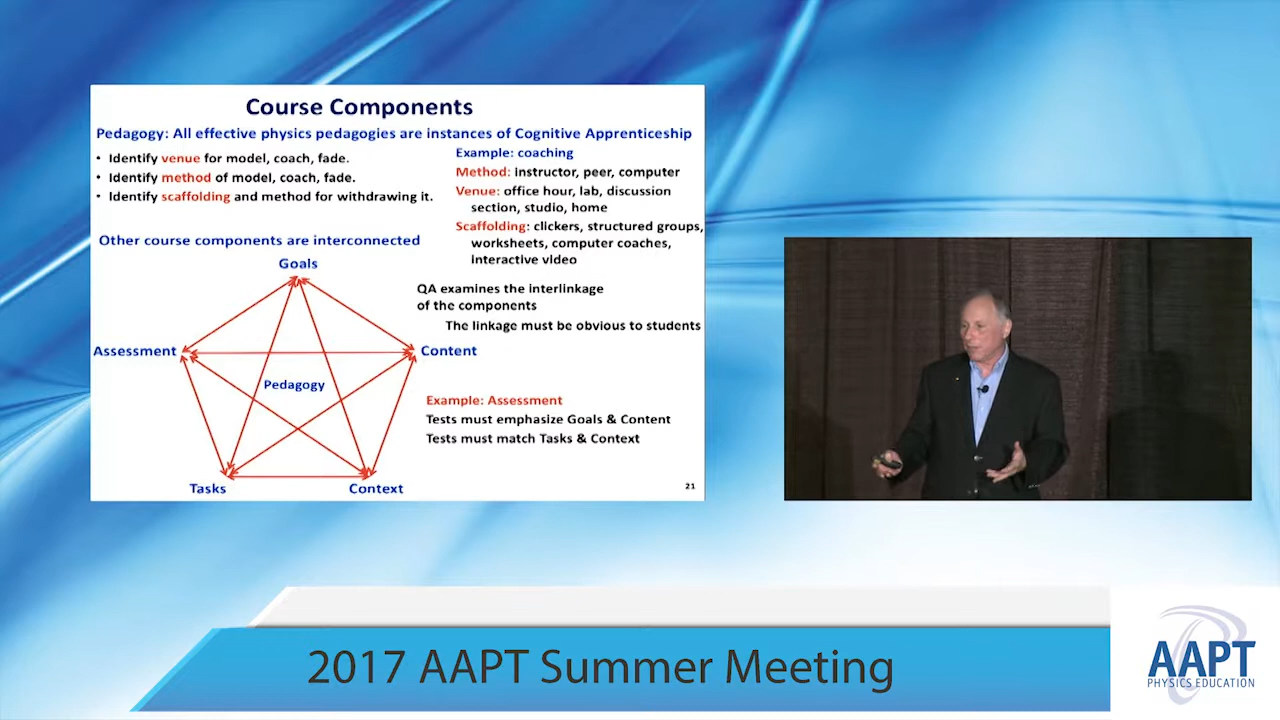 Course Components
Pedagogy: All effective physics pedagogies are instances of Cognitive Apprenticeship
• Identify venue for model, coach, fade.
• Identify method of model, coach, fade.
• Identify scaffolding and method for withdrawing it.
Example: coaching
Method: instructor, peer, computer
Venue: office hour, lab, discussion
section, studio, home
Scaffolding: clickers, structured groups,
worksheets, computer coaches,
interactive video
Other course components are interconnected
Goals
Assessment
Content
Pedagogy
Tasks
Context
QA examines the interlinkage
of the components
The linkage must be obvious to students
Example: Assessment
Tests must emphasize Goals & Content
Tests must match Tasks & Context
21
2017 AAPT Summer Meeting
AAPT
PHYSICS EDUCATION